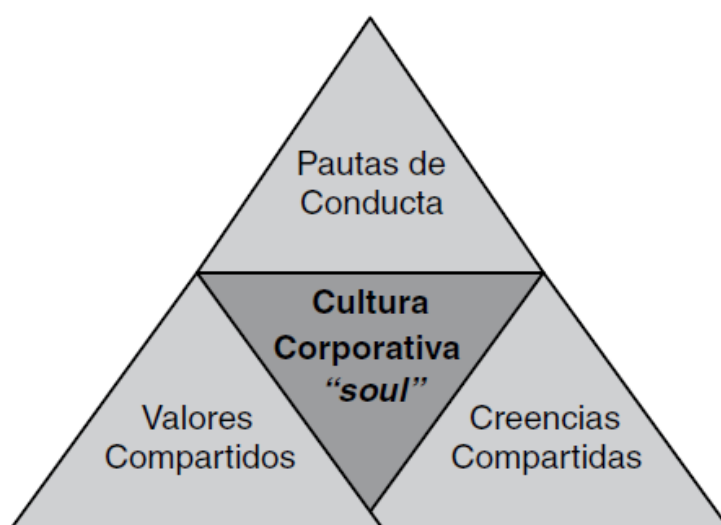 Pautas de
Conducta
Cultura
Corporativa
“soul”
Valores
Compartidos
Creencias
Compartidas